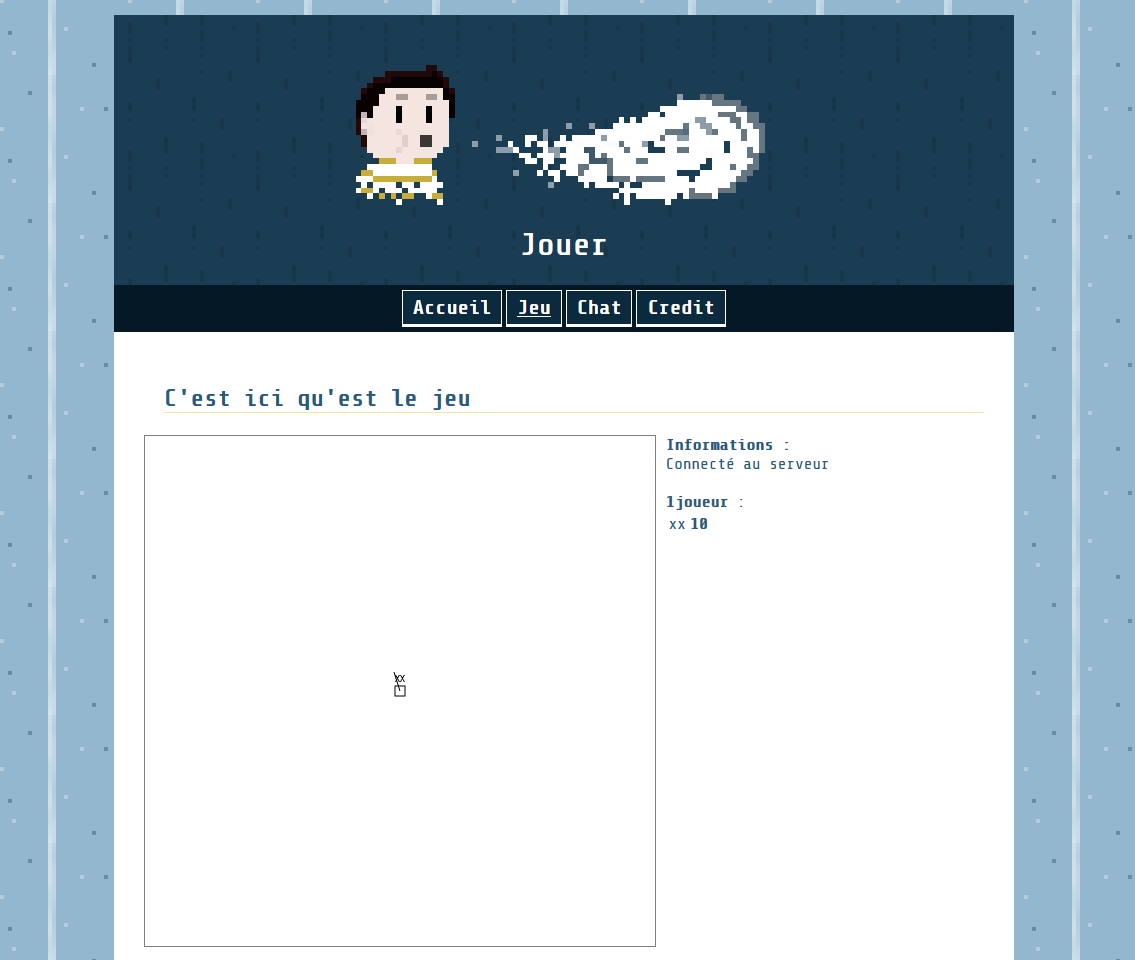 Jouer
Accueil Jeu Chat Credit
C'est ici qu'est le jeu
Informations :
Connecté au serveur
1joueur :
xx 10
xx